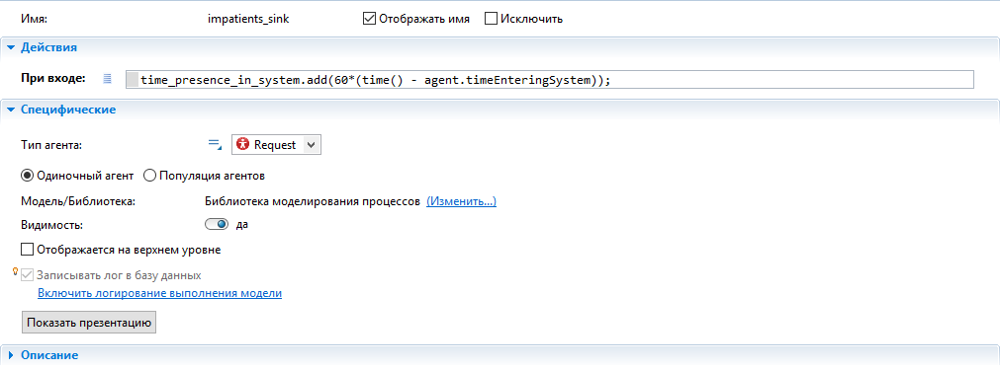 Имя: impatients_sink Отображать имя Исключить
Действия
При входе: time_presence_in_system.add(60*(time() - agent.timeEnteringSystem));
Специфические
Тип агента: Request
Одиночный агент Популяция агентов
Модель/Библиотека: Библиотека моделирования процессов (Изменить...)
Видимость: да
Отображается на верхнем уровне
Записывать лог в базу данных
Включить логирование выполнения модели
Показать презентацию
Описание